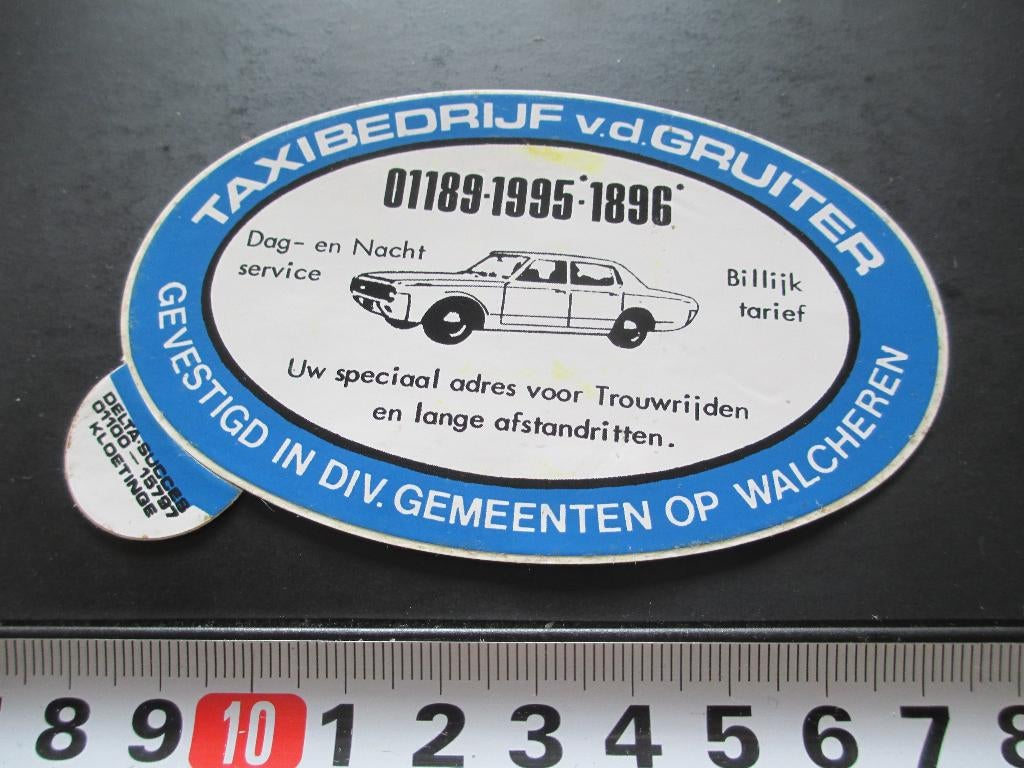 TAXIBEDRIJF v.d. GRUITER
01189-1995*-1896*
Dag- en Nacht
service
Billijk
tarief
Uw speciaal adres voor Trouwrijden
en lange afstandritten.
GEVESTIGD IN DIV. GEMEENTEN OP WALCHEREN
DELTA-SUCCES
01100-15797
KLOETINGE
8 9 10 1 2 3 4 5 6 7 8